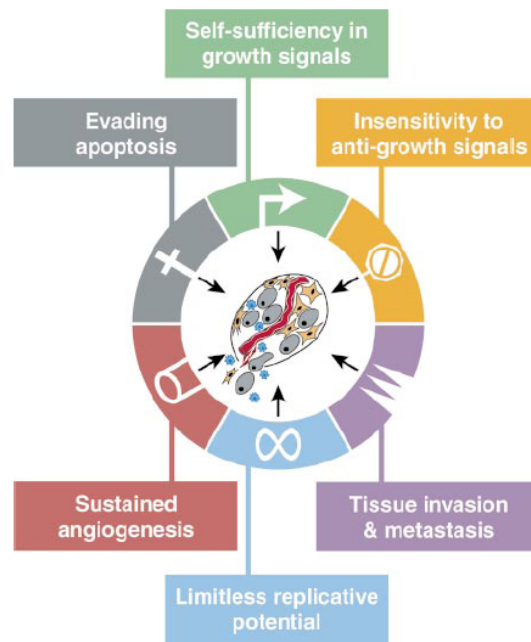 Self-sufficiency in
growth signals
Evading
apoptosis
Insensitivity to
anti-growth signals
Sustained
angiogenesis
Tissue invasion
& metastasis
Limitless replicative
potential